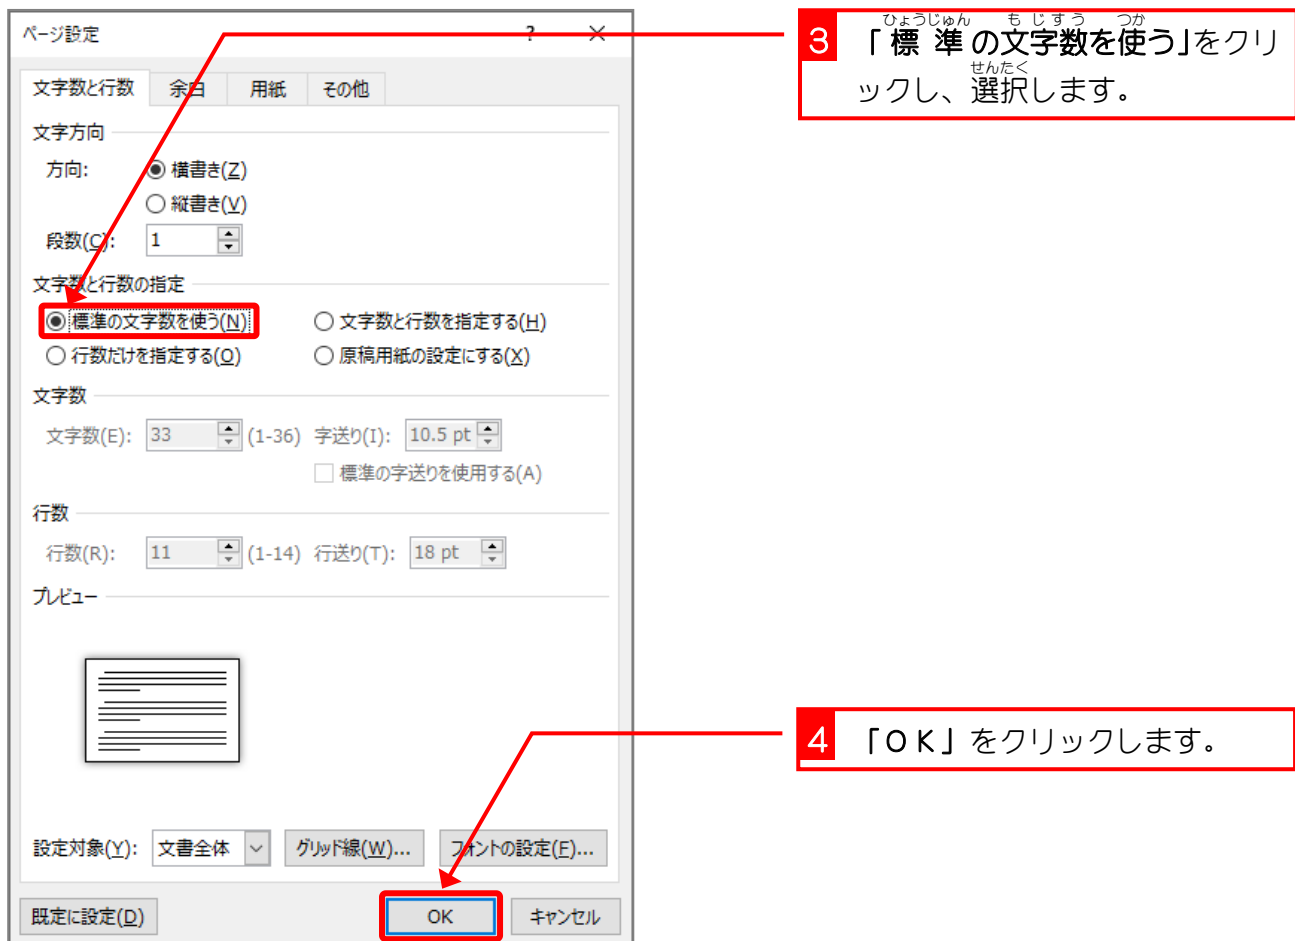 ページ設定 ? ×
文字数と行数 余白 用紙 その他
文字方向
方向: 横書き(Z)
縦書き(V)
段数(C): 1
文字数と行数の指定
標準の文字数を使う(N) 文字数と行数を指定する(H)
行数だけを指定する(O) 原稿用紙の設定にする(X)
文字数
文字数(E): 33 (1-36) 字送り(I): 10.5 pt
標準の字送りを使用する(A)
行数
行数(R): 11 (1-14) 行送り(T): 18 pt
プレビュー
設定対象(Y): 文書全体 グリッド線(W)... フォントの設定(F)...
既定に設定(D) OK キャンセル
ひょうじゅん もじすう つか
3 「標準の文字数を使う」をクリ
せんたく
ックし、選択します。
4 「OK」をクリックします。